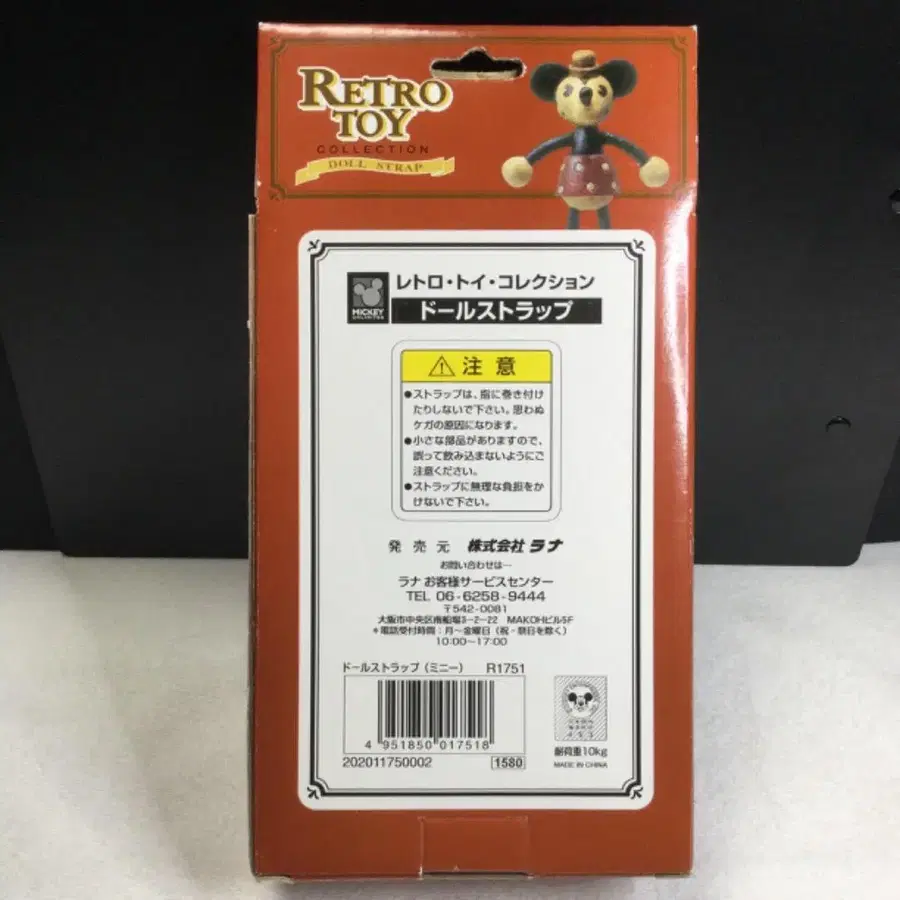 RETRO
TOY
COLLECTION
DOLL STRAP
MICKEY
UNLIMITED
レトロ・トイ・コレクション
ドールストラップ
⚠ 注意
●ストラップは、指に巻き付け
たりしないで下さい。思わぬ
ケガの原因になります。
●小さな部品がありますので、
誤って飲み込まないようにご
注意ください。
●ストラップに無理な負担をか
けないで下さい。
発売元 株式会社 ラナ
お問い合わせは…
ラナ お客様サービスセンター
TEL 06-6258-9444
〒542-0081
大阪市中央区南船場3-2-22 MAKOHビル5F
＊電話受付時間：月〜金曜日（祝・祭日を除く）
10:00〜17:00
ドールストラップ（ミニー） R1751
4 951850 017518
202011750002 1580
耐荷重10kg
MADE IN CHINA